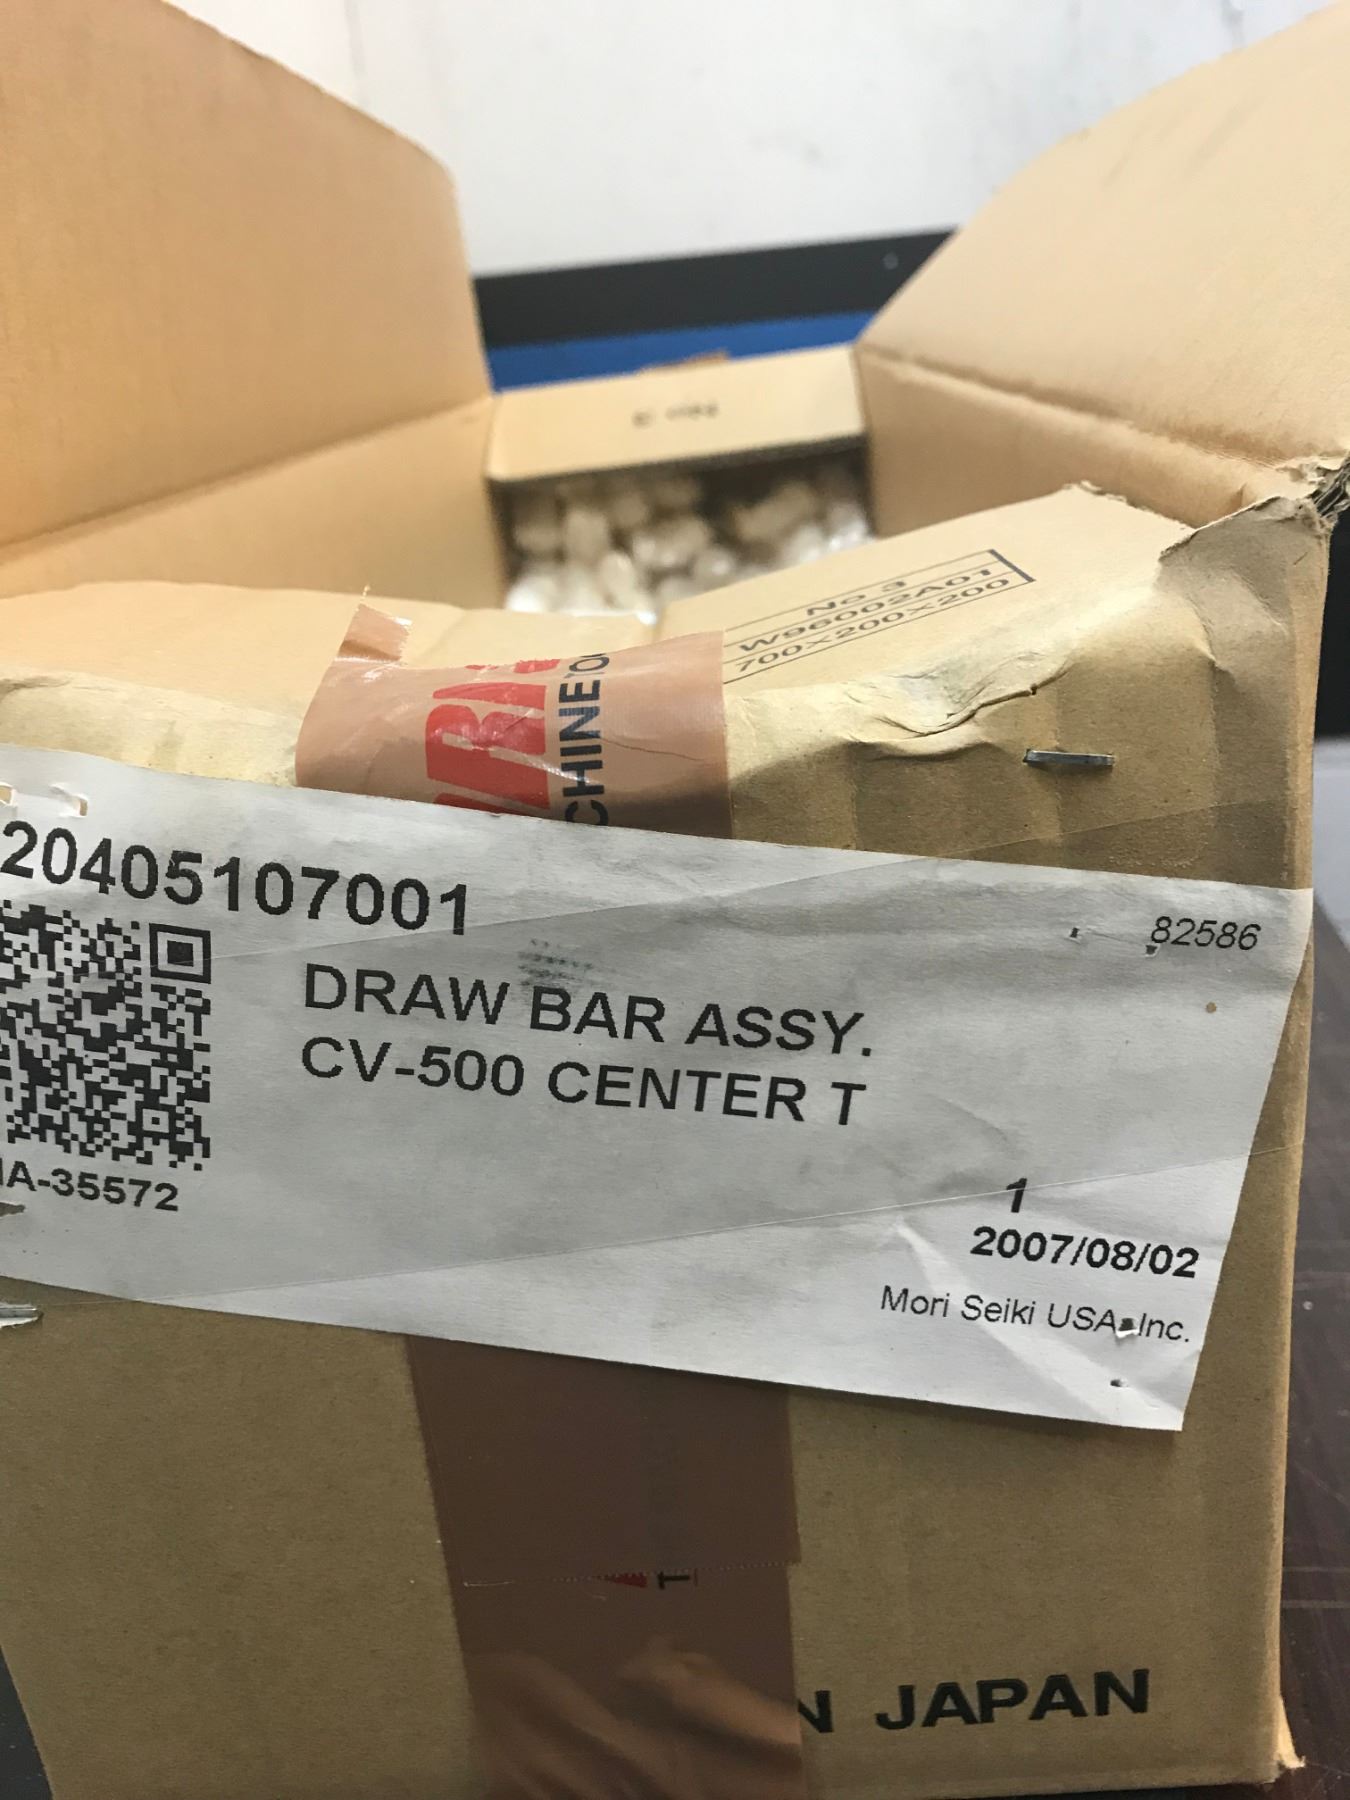 No 3
W96002A01
700×200×200
CHINE
20405107001
82586
DRAW BAR ASSY.
CV-500 CENTER T
A-35572
1
2007/08/02
Mori Seiki USA, Inc.
N JAPAN